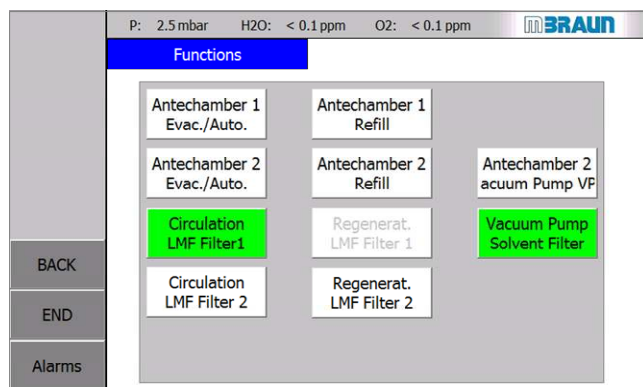 P: 2.5 mbar H2O: < 0.1 ppm O2: < 0.1 ppm MBRAUN
Functions
Antechamber 1
Evac./Auto.
Antechamber 1
Refill
Antechamber 2
Evac./Auto.
Antechamber 2
Refill
Antechamber 2
acuum Pump VP
Circulation
LMF Filter1
Regenerat.
LMF Filter 1
Vacuum Pump
Solvent Filter
Circulation
LMF Filter 2
Regenerat.
LMF Filter 2
BACK
END
Alarms